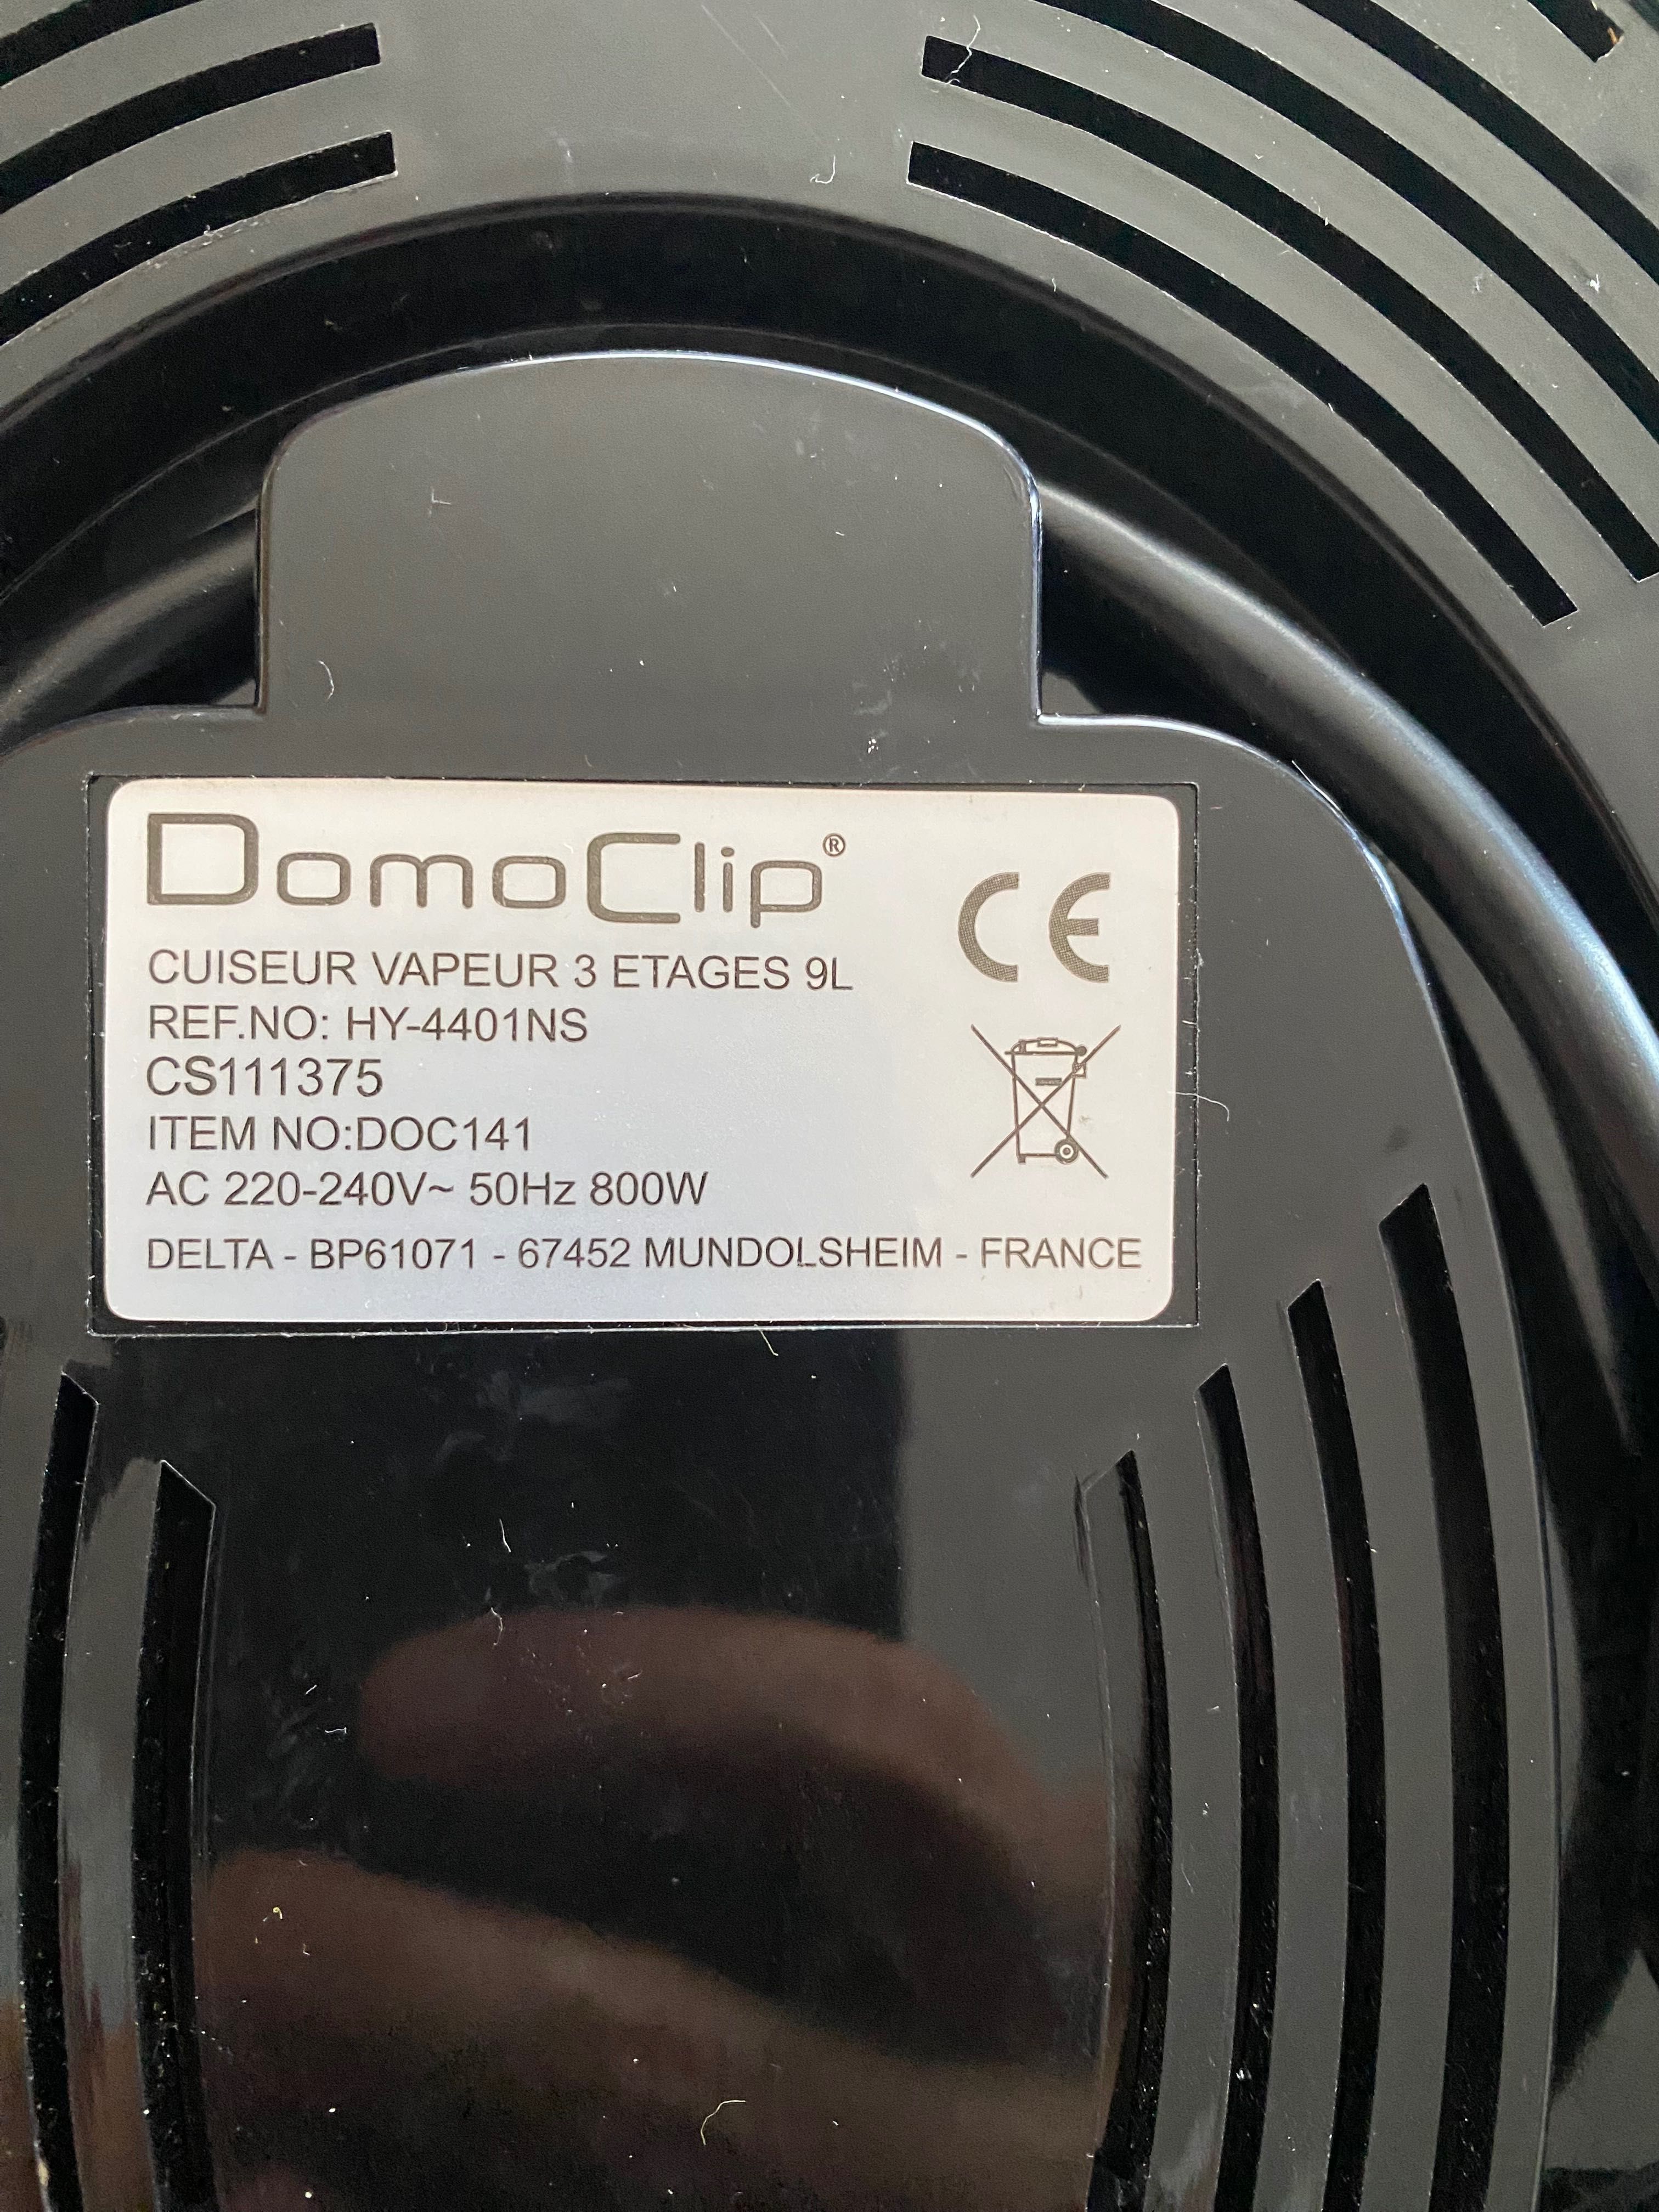 DomoClip®
CE
CUISEUR VAPEUR 3 ETAGES 9L
REF.NO: HY-4401NS
CS111375
ITEM NO:DOC141
AC 220-240V~ 50Hz 800W
DELTA - BP61071 - 67452 MUNDOLSHEIM - FRANCE